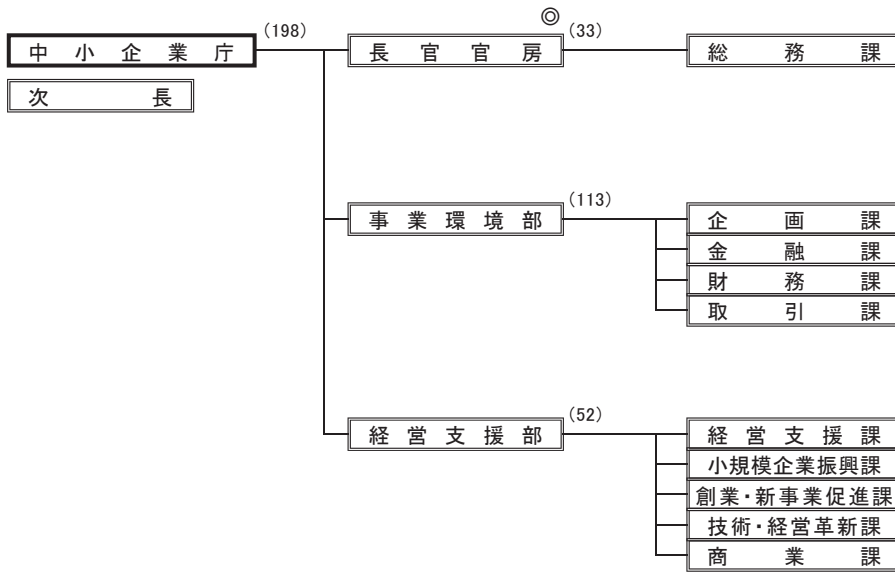 ◎
中小企業庁 (198) 長官官房 (33) 総務課
次長
事業環境部 (113) 企画課
金融課
財務課
取引課
経営支援部 (52) 経営支援課
小規模企業振興課
創業・新事業促進課
技術・経営革新課
商業課